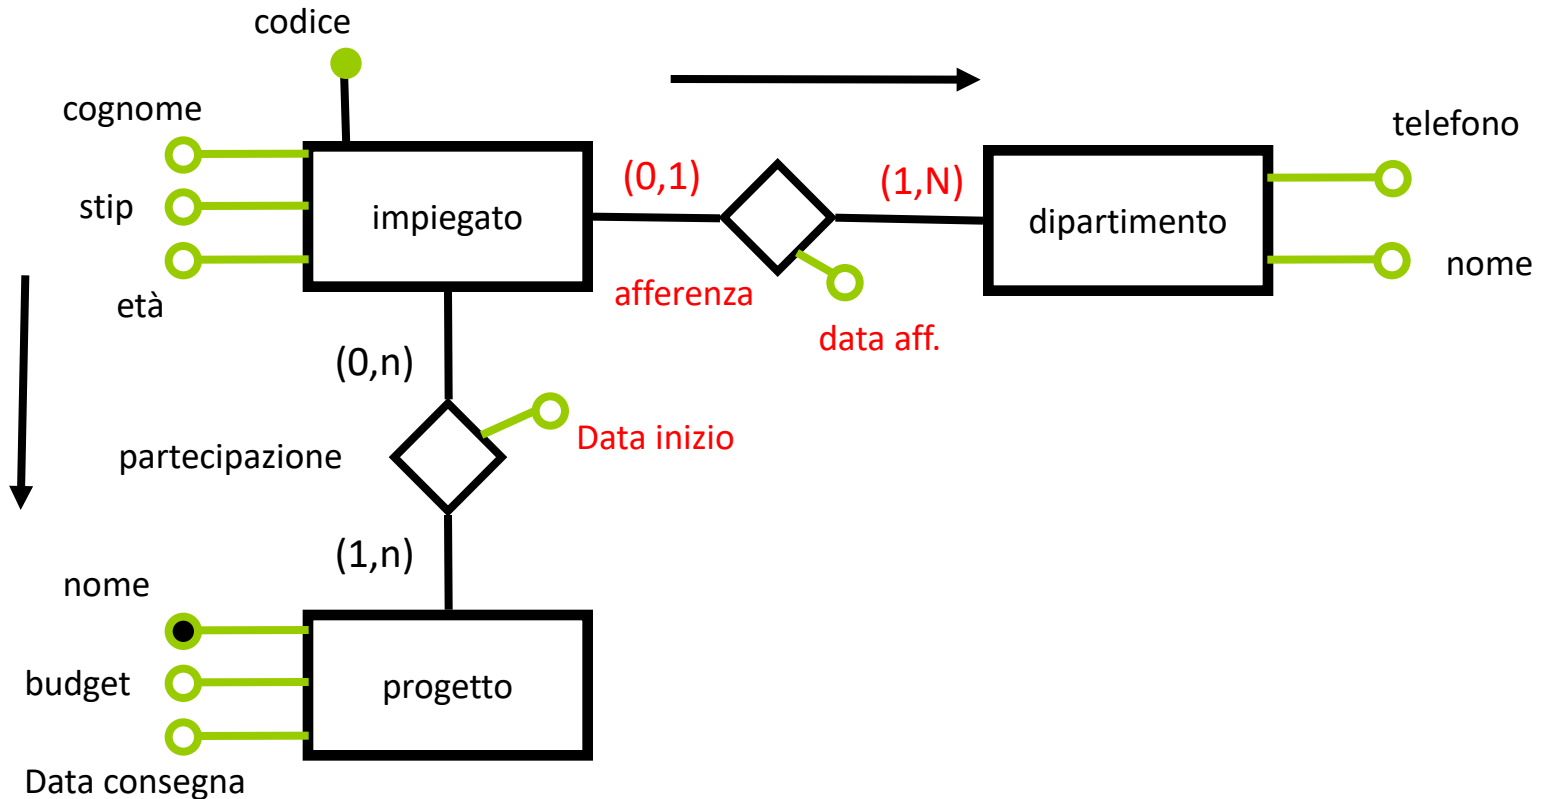 codice
cognome
telefono
(0,1)
(1,N)
stip
impiegato
dipartimento
nome
afferenza
età
data aff.
(0,n)
Data inizio
partecipazione
(1,n)
nome
budget
progetto
Data consegna